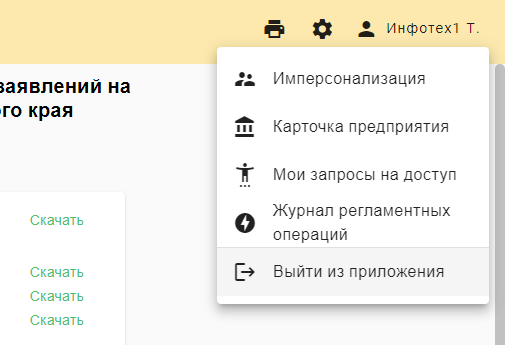 Инфотех1 Т.
заявлений на
ого края
Имперсонализация
Карточка предприятия
Мои запросы на доступ
Журнал регламентных
операций
Выйти из приложения
Скачать
Скачать
Скачать
Скачать